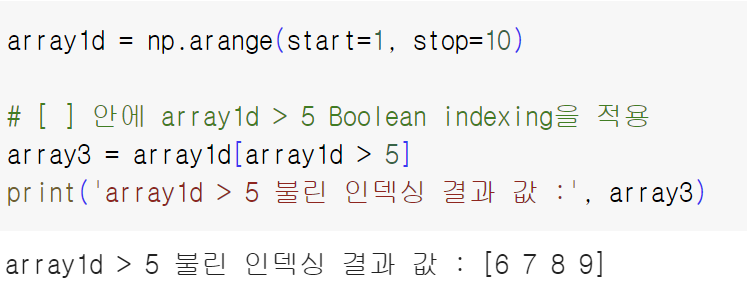 array1d = np.arange(start=1, stop=10)
# [ ] 안에 array1d > 5 Boolean indexing을 적용
array3 = array1d[array1d > 5]
print('array1d > 5 불린 인덱싱 결과 값 :', array3)
array1d > 5 불린 인덱싱 결과 값 : [6 7 8 9]